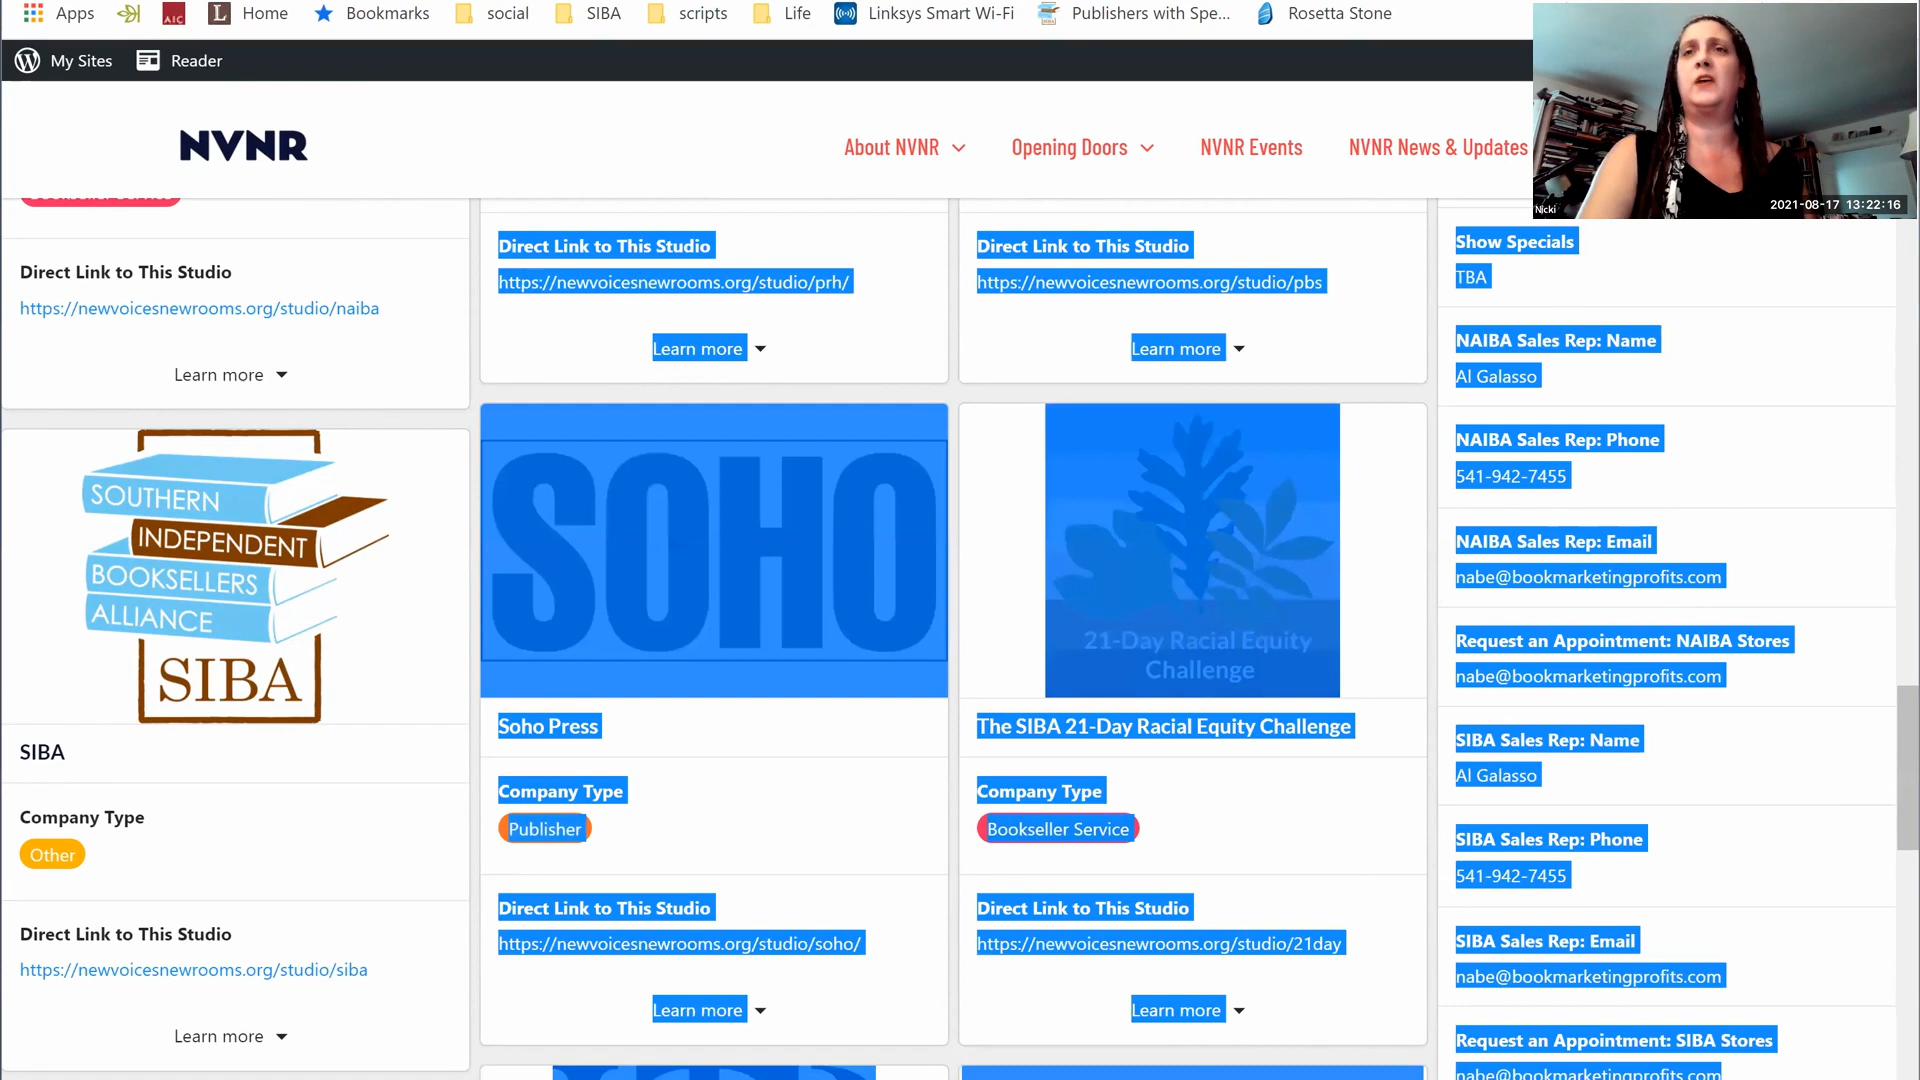 Apps
Home
Bookmarks
social
SIBA
scripts
Life
Linksys Smart Wi-Fi
Publishers with Spe...
Rosetta Stone
AIC
L
My Sites
Reader
NVNR
About NVNR
Opening Doors
NVNR Events
NVNR News & Updates
Nicki
2021-08-17 13:22:16
Direct Link to This Studio
https://newvoicesnewrooms.org/studio/naiba
Learn more
SOUTHERN
INDEPENDENT
BOOKSELLERS
ALLIANCE
SIBA
SIBA
Company Type
Other
Direct Link to This Studio
https://newvoicesnewrooms.org/studio/siba
Learn more
Direct Link to This Studio
https://newvoicesnewrooms.org/studio/prh/
Learn more
SOHO
Soho Press
Company Type
Publisher
Direct Link to This Studio
https://newvoicesnewrooms.org/studio/soho/
Learn more
Direct Link to This Studio
https://newvoicesnewrooms.org/studio/pbs
Learn more
21-Day Racial Equity
Challenge
The SIBA 21-Day Racial Equity Challenge
Company Type
Bookseller Service
Direct Link to This Studio
https://newvoicesnewrooms.org/studio/21day
Learn more
Show Specials
TBA
NAIBA Sales Rep: Name
Al Galasso
NAIBA Sales Rep: Phone
541-942-7455
NAIBA Sales Rep: Email
nabe@bookmarketingprofits.com
Request an Appointment: NAIBA Stores
nabe@bookmarketingprofits.com
SIBA Sales Rep: Name
Al Galasso
SIBA Sales Rep: Phone
541-942-7455
SIBA Sales Rep: Email
nabe@bookmarketingprofits.com
Request an Appointment: SIBA Stores
nabe@bookmarketingprofits.com